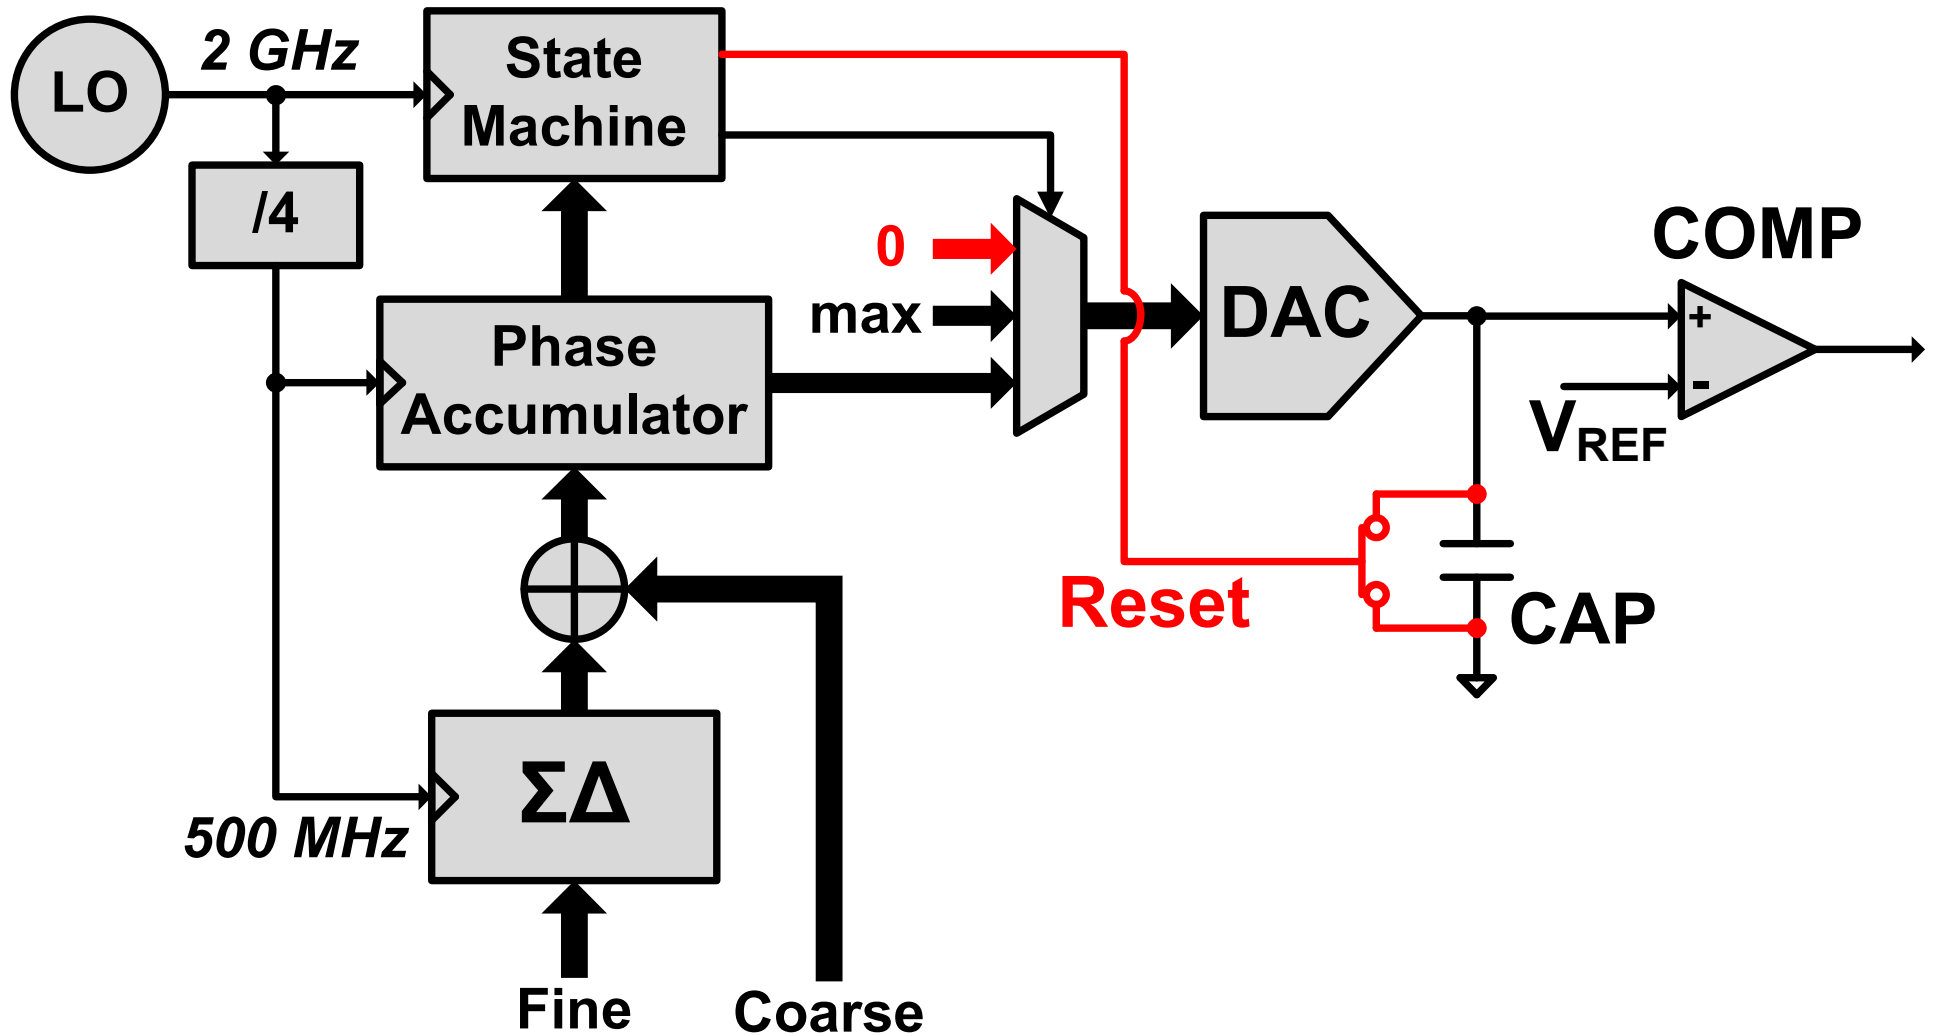 LO
2 GHz
State
Machine
/4
0
max
Phase
Accumulator
DAC
COMP
+
-
VREF
Reset
CAP
ΣΔ
500 MHz
Fine
Coarse